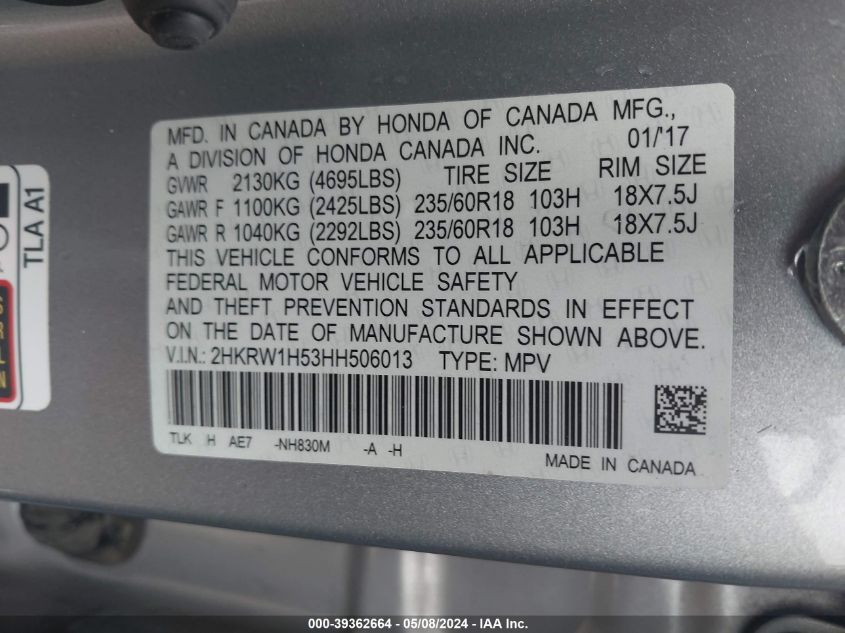 MFD. IN CANADA BY HONDA OF CANADA MFG.,
A DIVISION OF HONDA CANADA INC. 01/'17
GVWR 2130KG (4695LBS) TIRE SIZE RIM SIZE
GAWR F 1100KG (2425LBS) 235/60R18 103H 18X7.5J
GAWR R 1040KG (2292LBS) 235/60R18 103H 18X7.5J
THIS VEHICLE CONFORMS TO ALL APPLICABLE
FEDERAL MOTOR VEHICLE SAFETY
AND THEFT PREVENTION STANDARDS IN EFFECT
ON THE DATE OF MANUFACTURE SHOWN ABOVE.
V.I.N.: 2HKRW1H53HH506013 TYPE: MPV
TLK H AE7 -NH830M -A -H
MADE IN CANADA
TLA A1
000-39362664 - 05/08/2024 - IAA Inc.